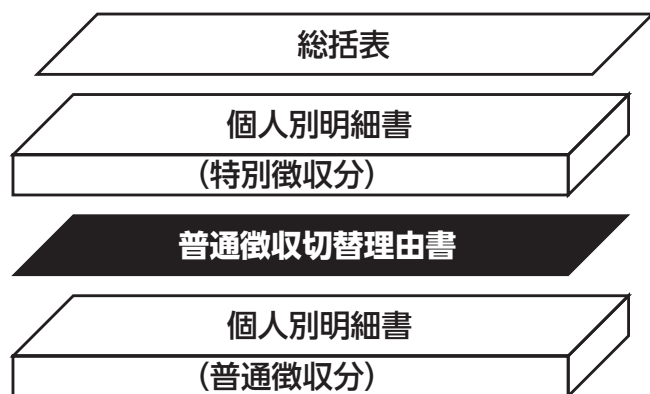 総括表
個人別明細書
（特別徴収分）
普通徴収切替理由書
個人別明細書
（普通徴収分）